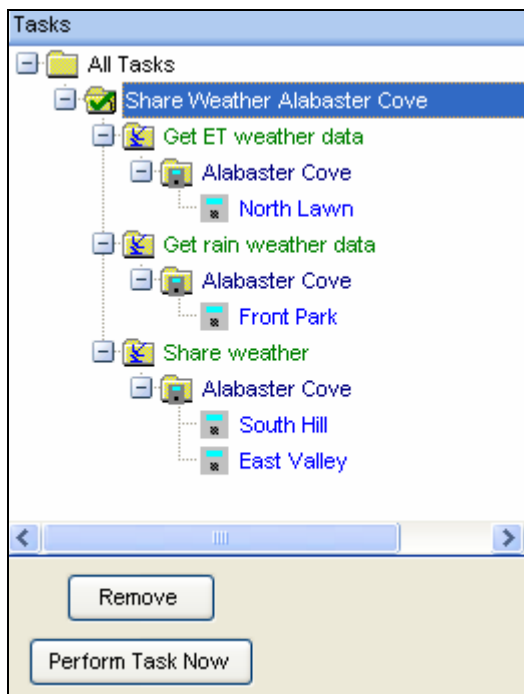 Tasks
All Tasks
Share Weather Alabaster Cove
Get ET weather data
Alabaster Cove
North Lawn
Get rain weather data
Alabaster Cove
Front Park
Share weather
Alabaster Cove
South Hill
East Valley
Remove
Perform Task Now